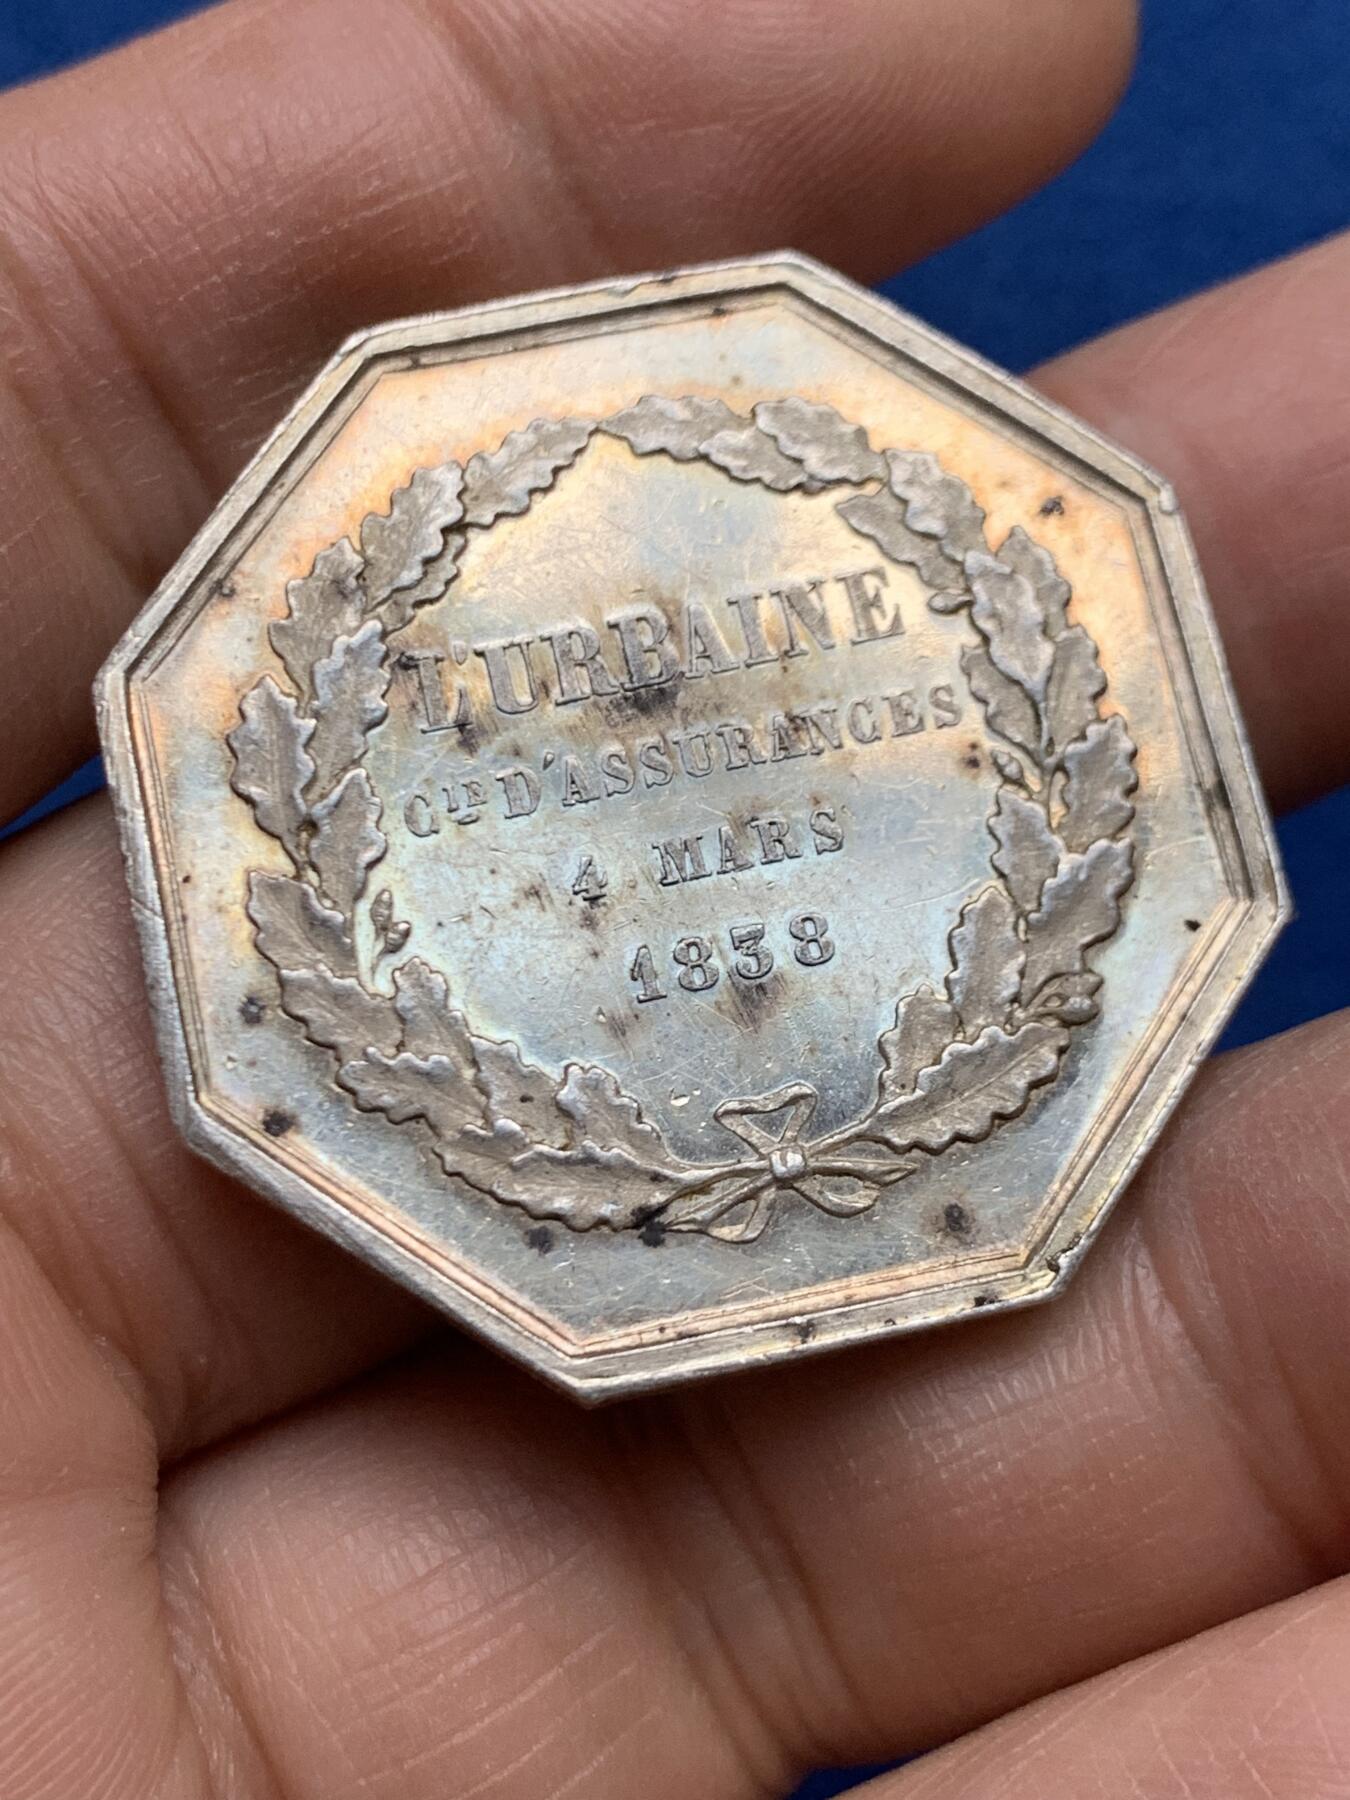 L'URBAINE
CIE D'ASSURANCES
4 MARS
1838